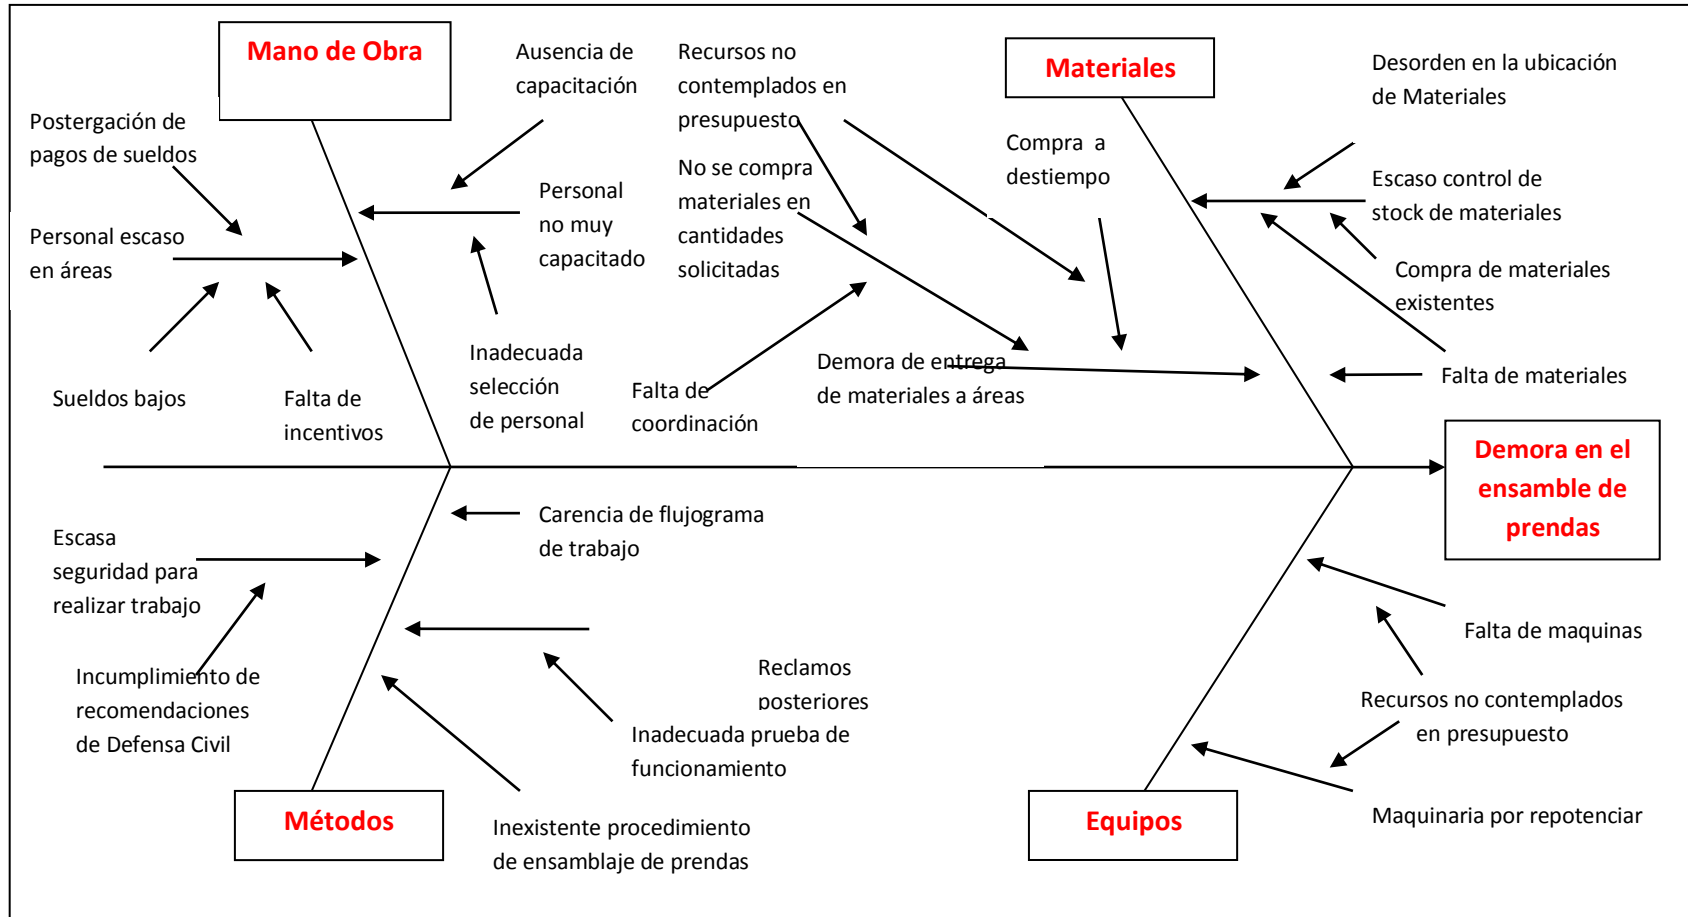 Mano de Obra
Ausencia de
capacitación
Recursos no
contemplados en
presupuesto
Materiales
Desorden en la ubicación
de Materiales
Postergación de
pagos de sueldos
Compra a
destiempo
No se compra
materiales en
cantidades
solicitadas
Personal
no muy
capacitado
Escaso control de
stock de materiales
Personal escaso
en áreas
Compra de materiales
existentes
Inadecuada
selección
de personal
Demora de entrega
de materiales a áreas
Falta de materiales
Sueldos bajos
Falta de
incentivos
Falta de
coordinación
Demora en el
ensamble de
prendas
Carencia de flujograma
de trabajo
Escasa
seguridad para
realizar trabajo
Falta de maquinas
Incumplimiento de
recomendaciones
de Defensa Civil
Reclamos
posteriores
Recursos no contemplados
en presupuesto
Inadecuada prueba de
funcionamiento
Métodos
Inexistente procedimiento
de ensamblaje de prendas
Equipos
Maquinaria por repotenciar